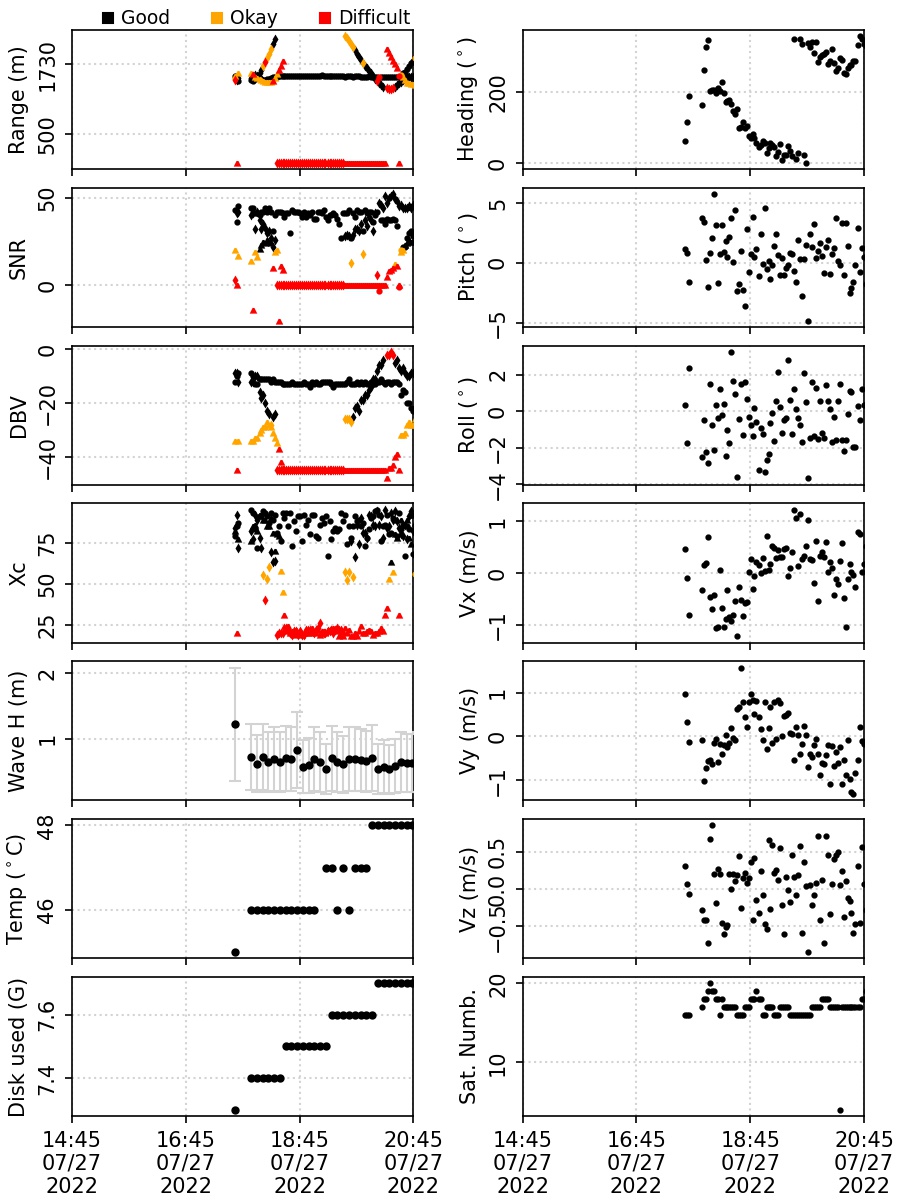 Good Okay Difficult
Range (m)
1730
500
Heading (°)
200
0
SNR
50
0
Pitch (°)
5
0
−5
DBV
0
−20
−40
Roll (°)
2
0
−2
−4
Xc
75
50
25
Vx (m/s)
1
0
−1
Wave H (m)
2
1
Vy (m/s)
1
0
−1
Temp (°C)
48
46
Vz (m/s)
0.5
0.0
−0.5
Disk used (G)
7.6
7.4
Sat. Numb.
20
10
14:45 16:45 18:45 20:45 14:45 16:45 18:45 20:45
07/27 07/27 07/27 07/27 07/27 07/27 07/27 07/27
2022 2022 2022 2022 2022 2022 2022 2022